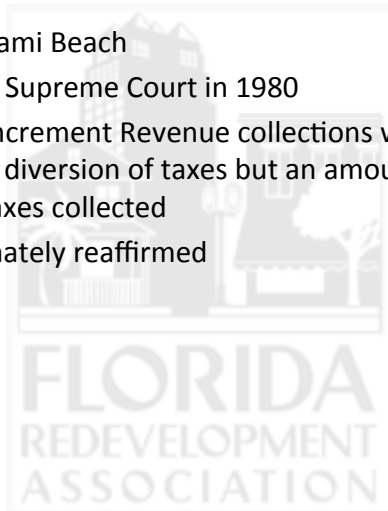 ami Beach
Supreme Court in 1980
ncrement Revenue collections
diversion of taxes but an amou
axes collected
nately reaffirmed
FLORIDA
REDEVELOPMENT
ASSOCIATION